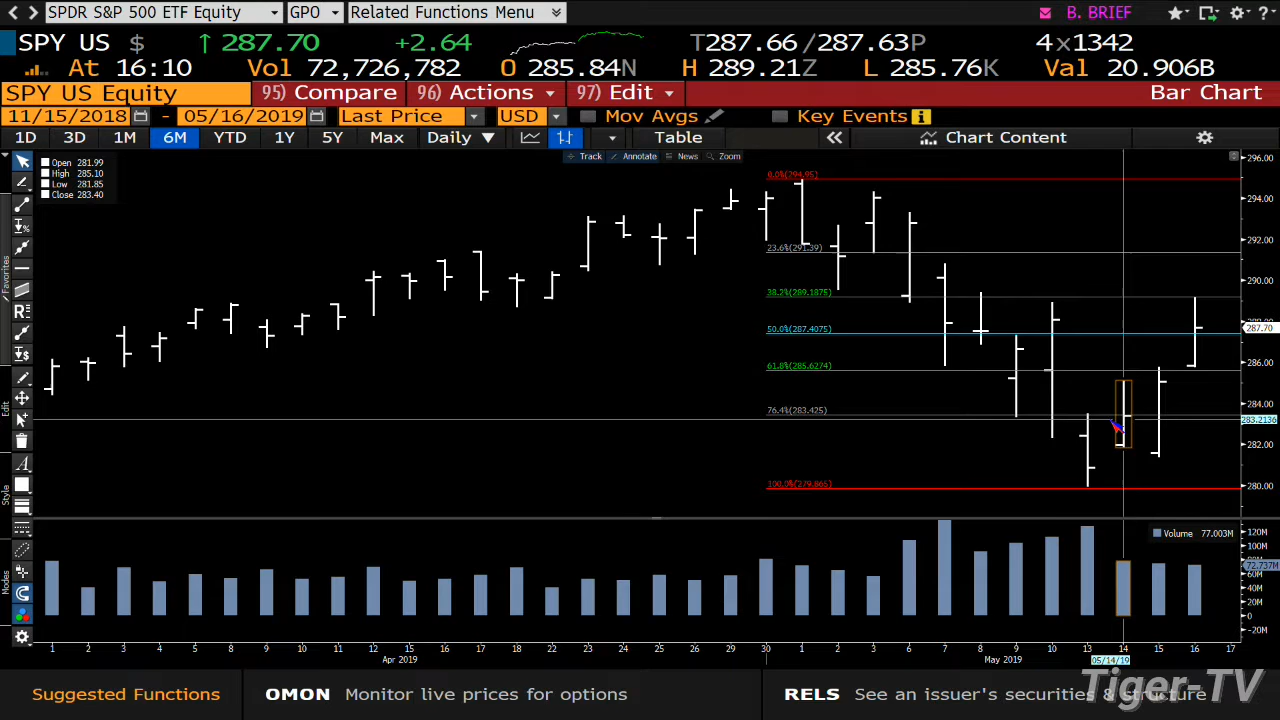 SPDR S&P 500 ETF Equity GPO Related Functions Menu B. BRIEF
SPY US $ ↑ 287.70 +2.64 T287.66 /287.63P 4x1342
At 16:10 Vol 72,726,782 O 285.84N H 289.21Z L 285.76K Val 20.906B
SPY US Equity 95) Compare 96) Actions 97) Edit Bar Chart
11/15/2018 - 05/16/2019 Last Price USD Mov Avgs Key Events
1D 3D 1M 6M YTD 1Y 5Y Max Daily ▼ Table « Chart Content
Track Annotate News Zoom
Open 281.99
High 285.10
Low 281.85
Close 283.40
0.0%(294.95)
23.6%(291.39)
38.2%(289.1875)
50.0%(287.4075)
61.8%(285.6274)
76.4%(283.425)
100.0%(279.865)
296.00
294.00
292.00
290.00
288.00
287.70
286.00
284.00
283.2136
282.00
280.00
Favorites
Edit
Style
Nodes
Volume 77.003M
120M
100M
72.737M
60M
40M
20M
0
-20M
1 2 3 4 5 8 9 10 11 12 15 16 17 18 22 23 24 25 26 29 30 1 2 3 6 7 8 9 10 13 14 15 16 17
Apr 2019 May 2019 05/14/19
Suggested Functions OMON Monitor live prices for options RELS See an issuer's securities & structure
Tiger-TV